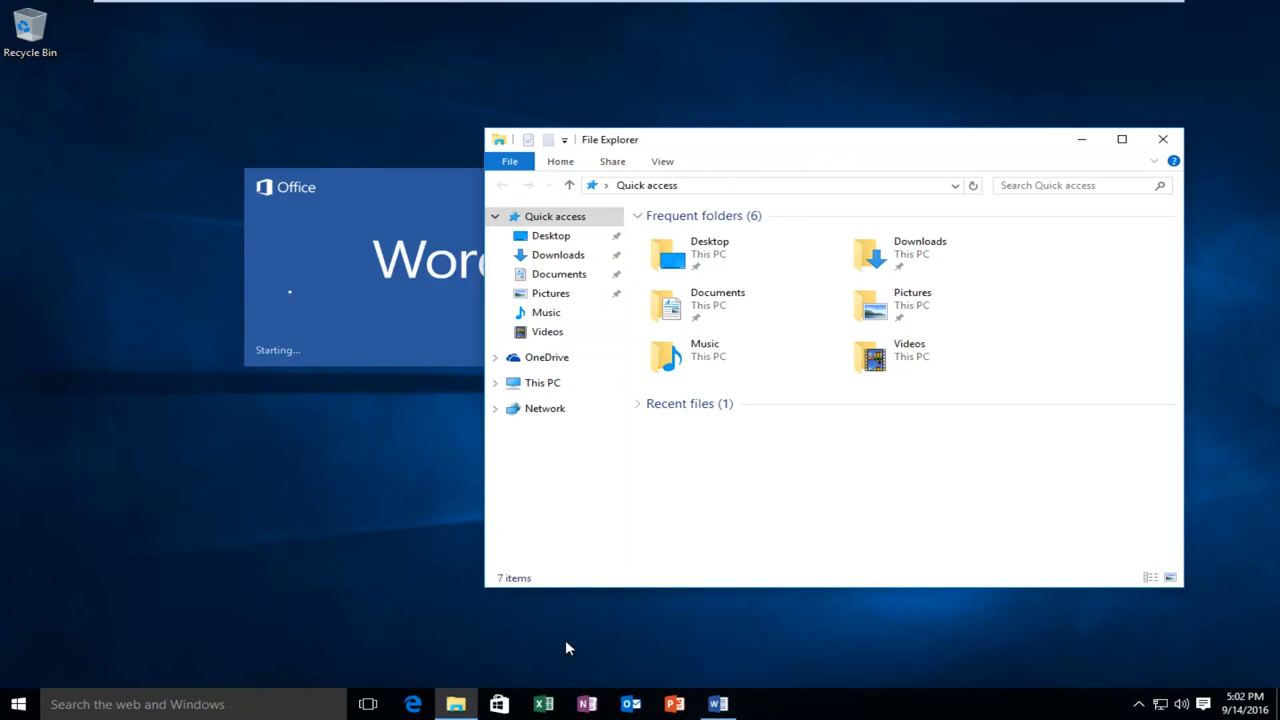 Recycle Bin
Office
Wor
Starting...
File Explorer
File Home Share View
Quick access
Search Quick access
Quick access
Desktop
Downloads
Documents
Pictures
Music
Videos
OneDrive
This PC
Network
Frequent folders (6)
Desktop
This PC
Downloads
This PC
Documents
This PC
Pictures
This PC
Music
This PC
Videos
This PC
Recent files (1)
7 items
Search the web and Windows
5:02 PM
9/14/2016